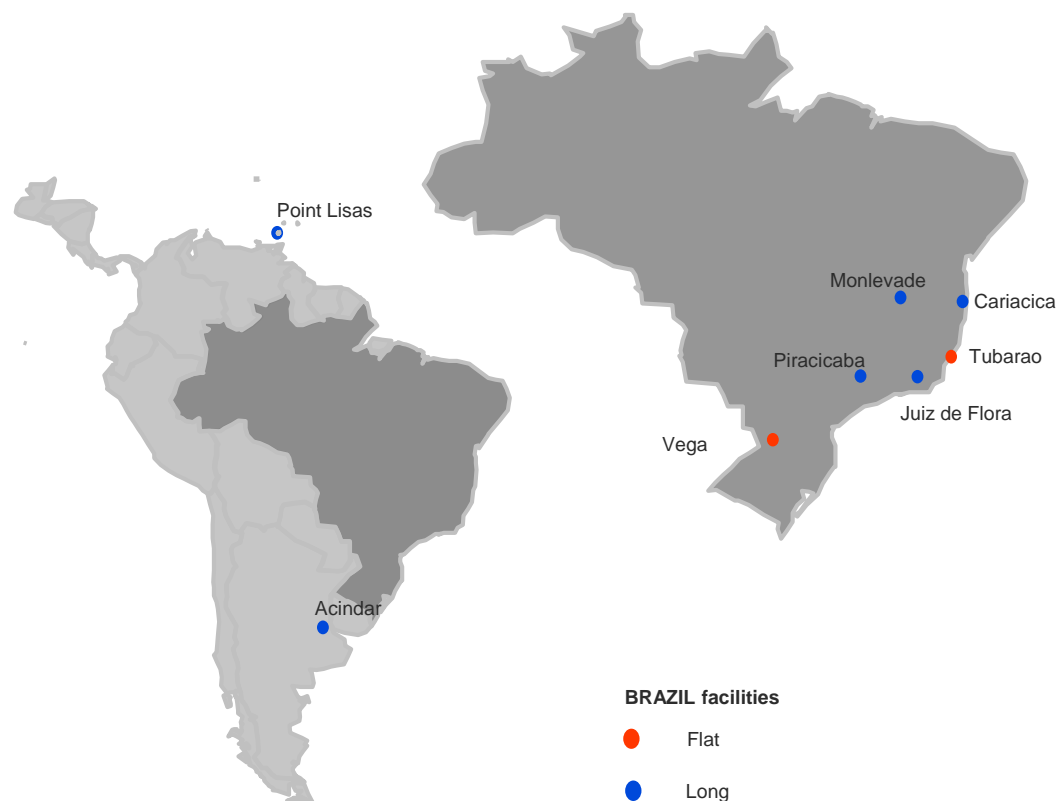 Point Lisas
Monlevade
Cariacica
Tubarao
Piracicaba
Juiz de Flora
Vega
Acindar
BRAZIL facilities
Flat
Long